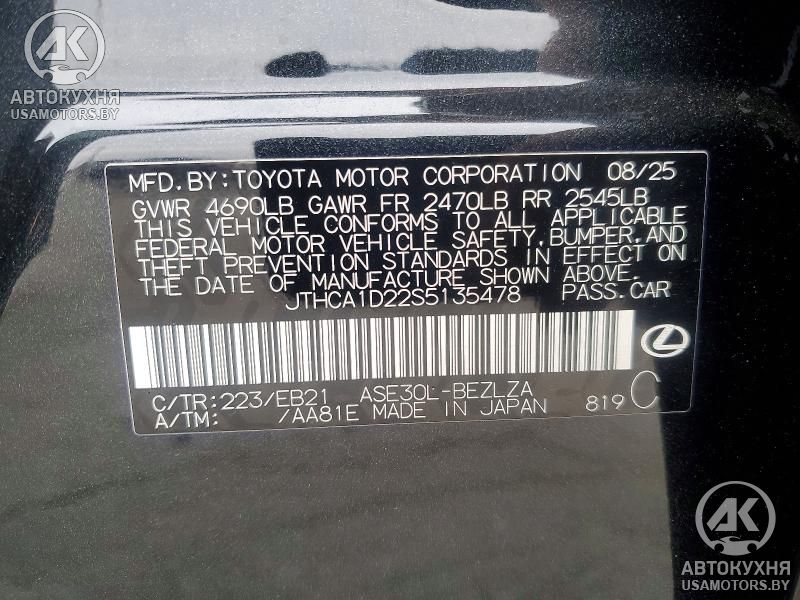 AK
АВТОКУХНЯ
USAMOTORS.BY
MFD.BY:TOYOTA MOTOR CORPORATION 08/25
GVWR 4690LB GAWR FR 2470LB RR 2545LB
THIS VEHICLE CONFORMS TO ALL APPLICABLE
FEDERAL MOTOR VEHICLE SAFETY,BUMPER,AND
THEFT PREVENTION STANDARDS IN EFFECT ON
THE DATE OF MANUFACTURE SHOWN ABOVE.
JTHCA1D22S5135478 PASS.CAR
C/TR:223/EB21 ASE30L-BEZLZA
A/TM: /AA81E MADE IN JAPAN 819 C
AK
АВТОКУХНЯ
USAMOTORS.BY